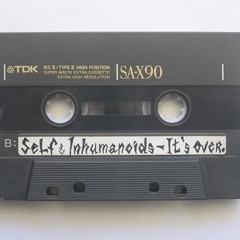 TDK IEC II / TYPE II HIGH POSITION SA-X90
SUPER AVILYN EXTRA CASSETTE
EXTRA HIGH RESOLUTION
B: Self & Inhumanoids - It's over.